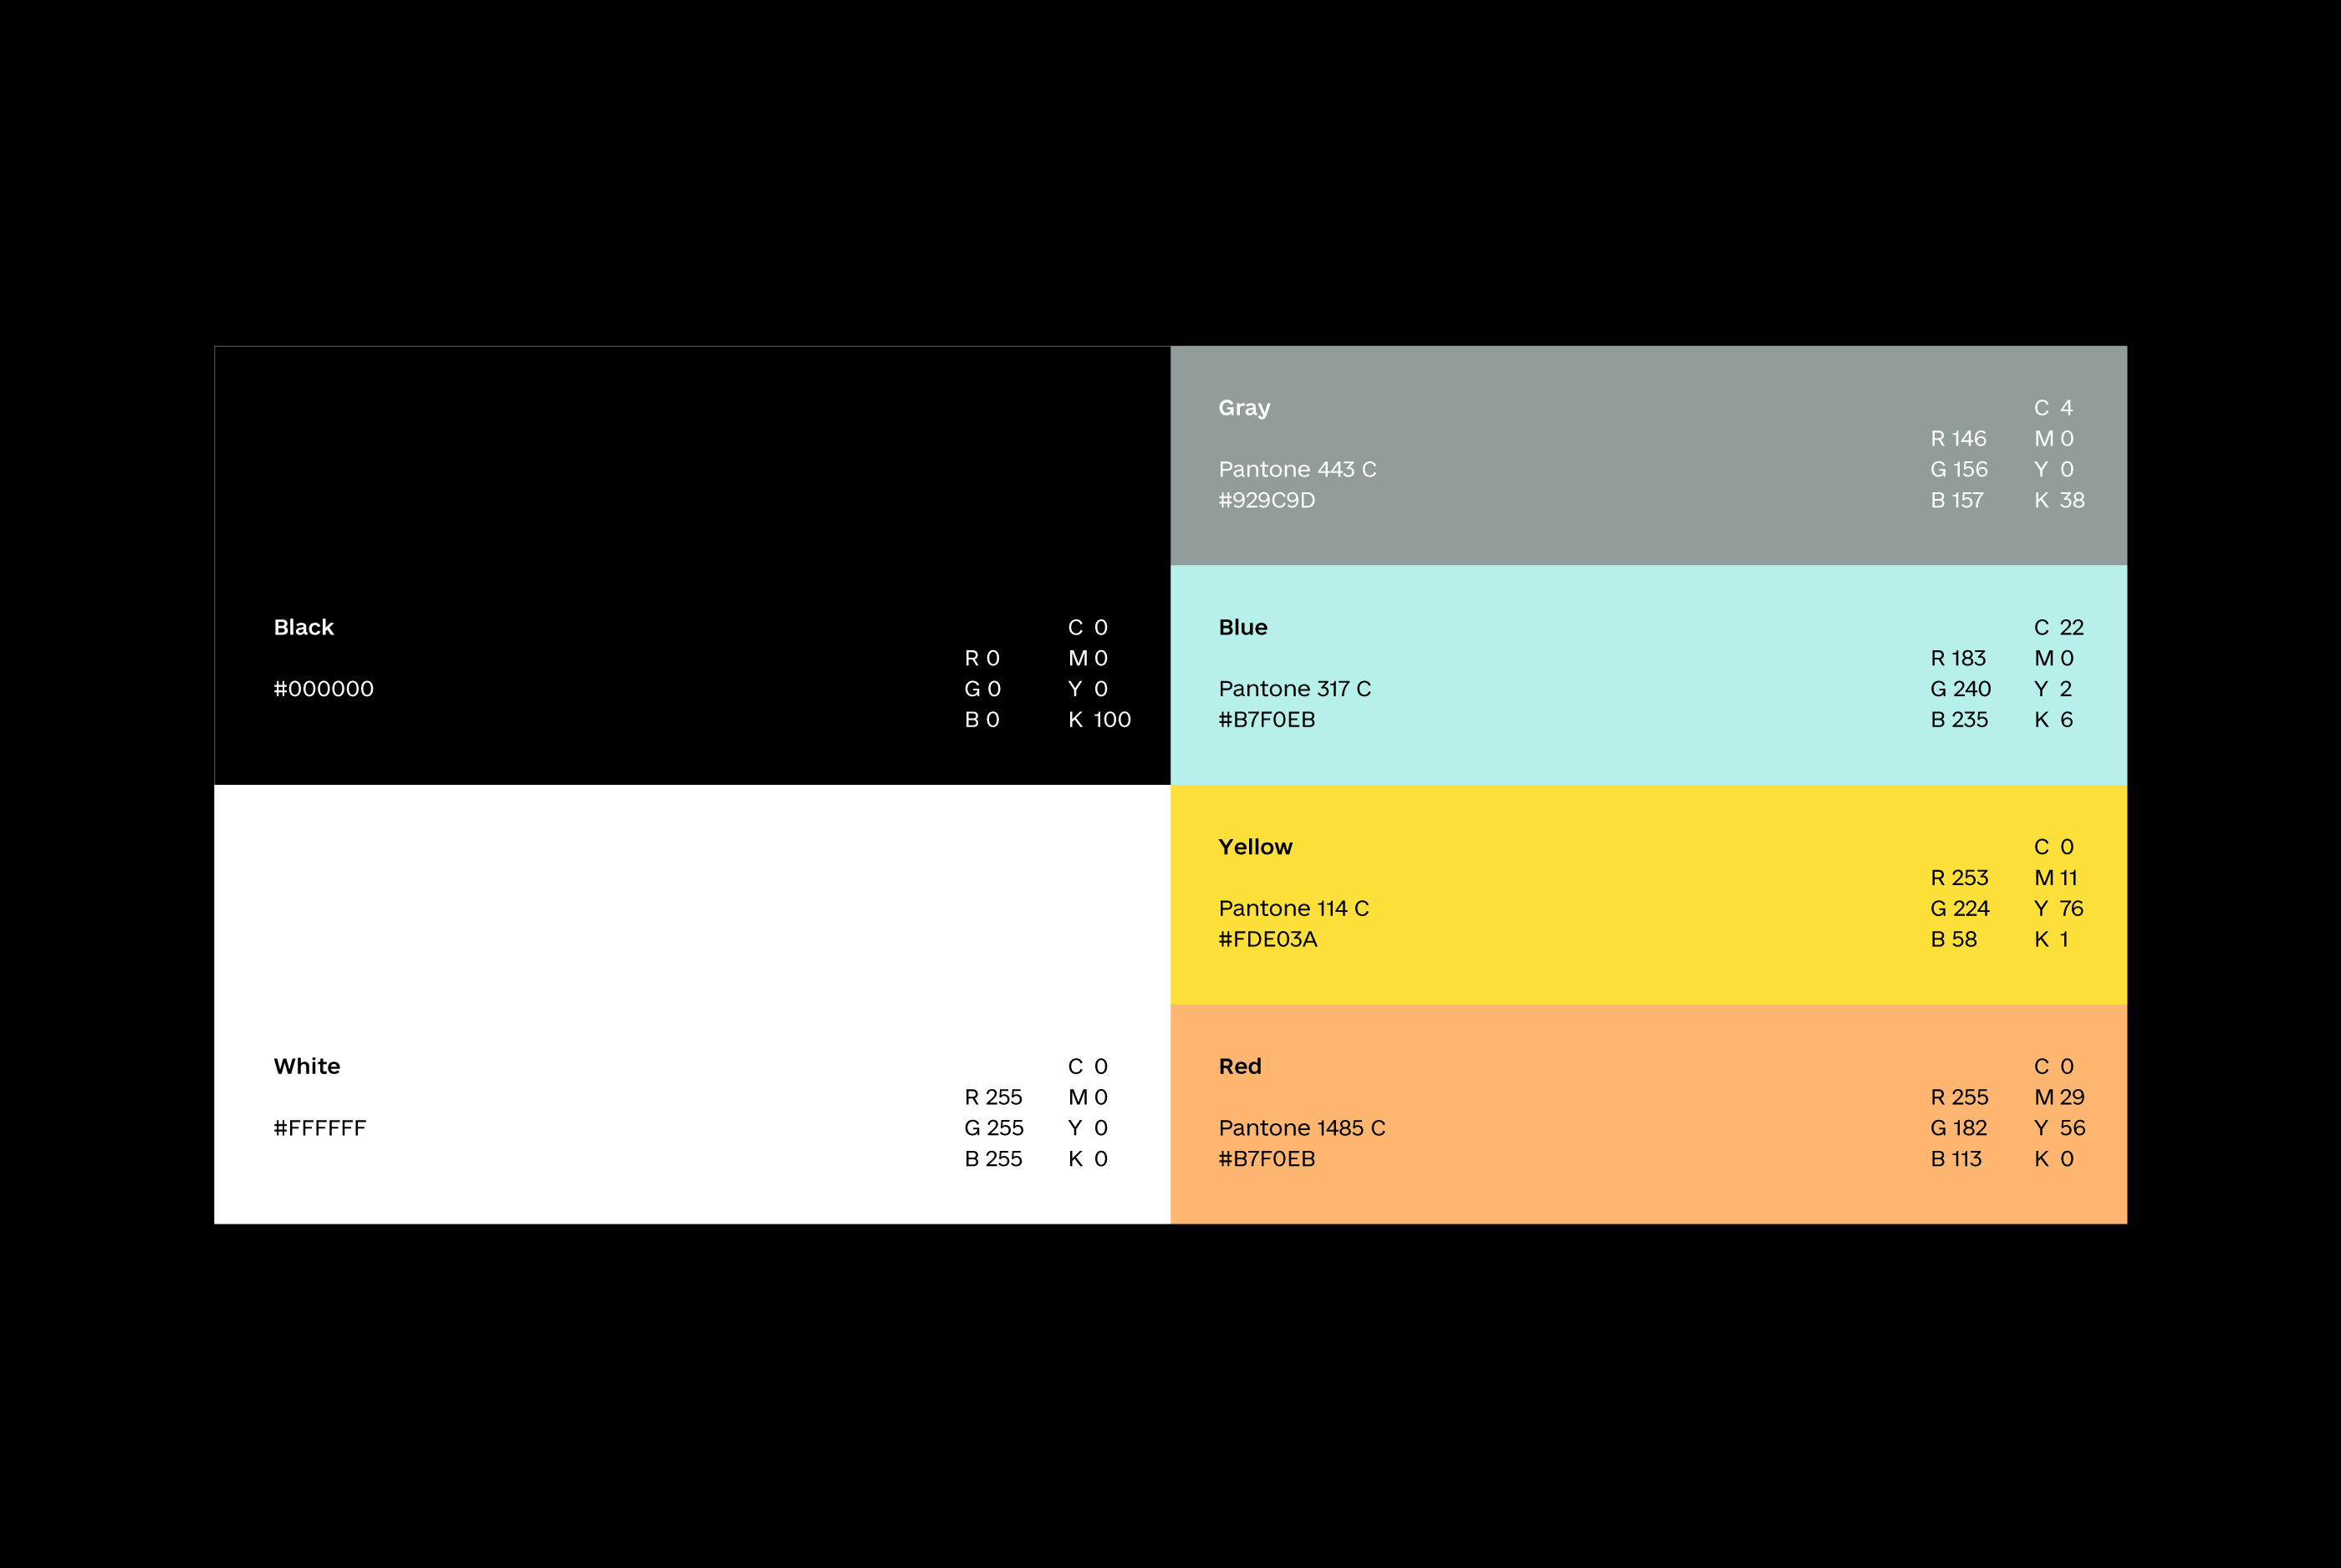 Black
#000000
R 0
G 0
B 0
C 0
M 0
Y 0
K 100
White
#FFFFFF
R 255
G 255
B 255
C 0
M 0
Y 0
K 0
Gray
Pantone 443 C
#929C9D
R 146
G 156
B 157
C 4
M 0
Y 0
K 38
Blue
Pantone 317 C
#B7F0EB
R 183
G 240
B 235
C 22
M 0
Y 2
K 6
Yellow
Pantone 114 C
#FDE03A
R 253
G 224
B 58
C 0
M 11
Y 76
K 1
Red
Pantone 1485 C
#B7F0EB
R 255
G 182
B 113
C 0
M 29
Y 56
K 0